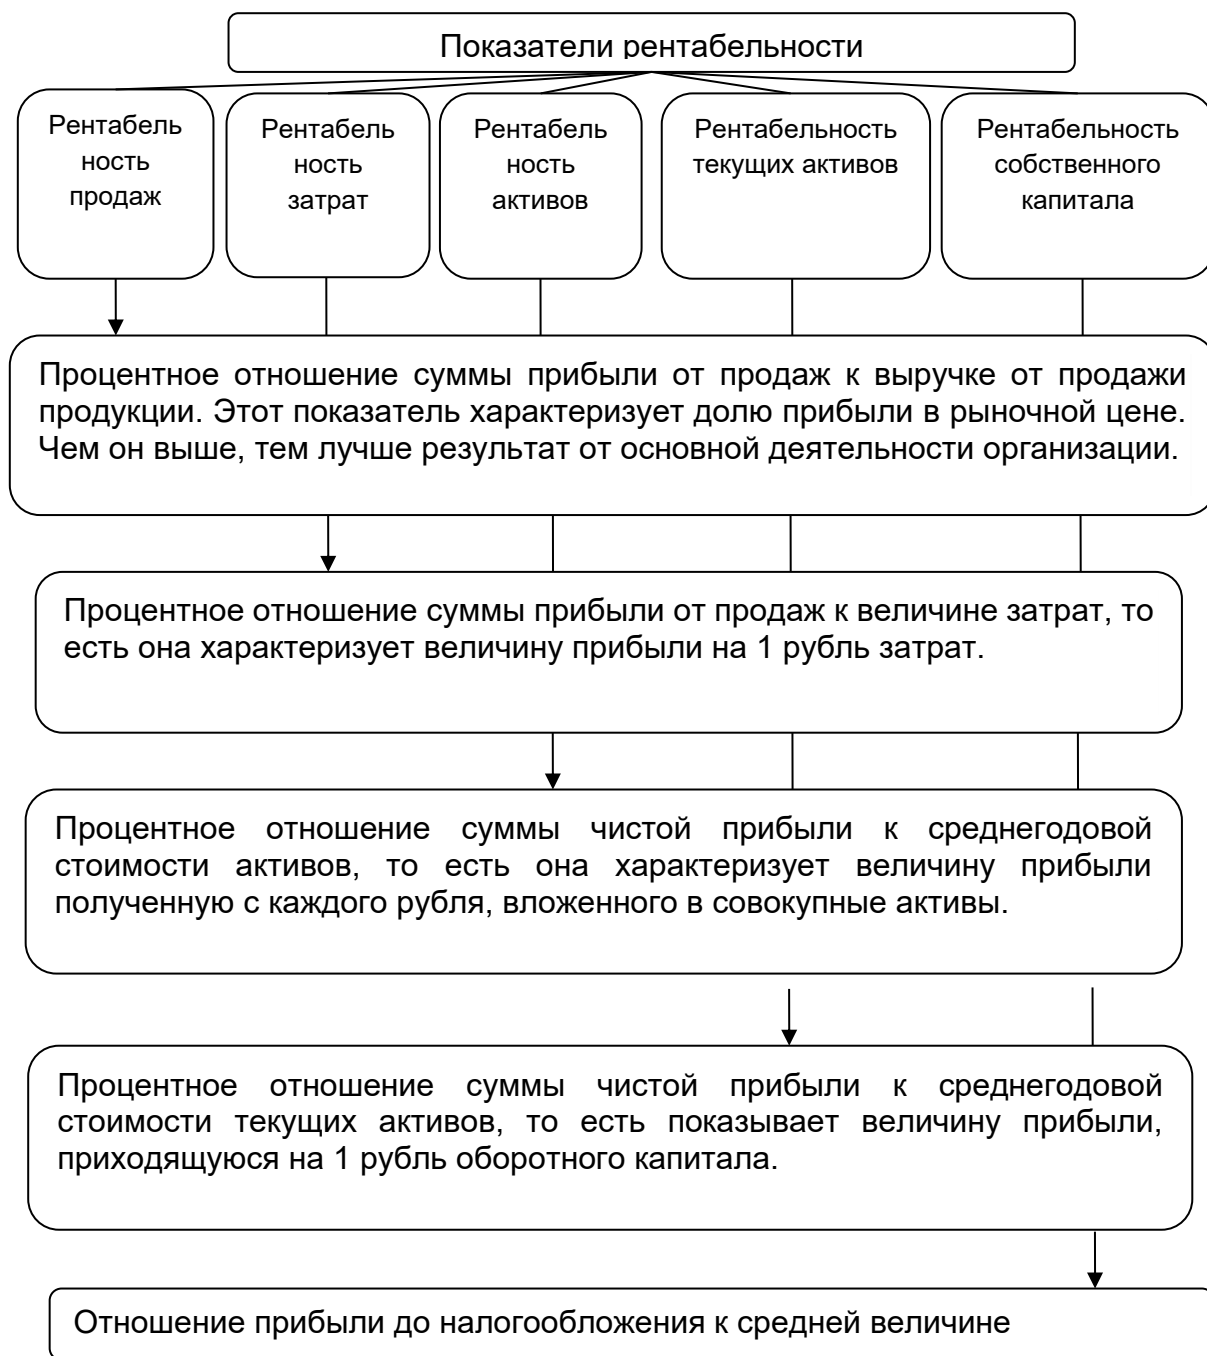 Показатели рентабельности
Рентабель
ность
продаж
Рентабель
ность
затрат
Рентабель
ность
активов
Рентабельность
текущих активов
Рентабельность
собственного
капитала
Процентное отношение суммы прибыли от продаж к выручке от продажи
продукции. Этот показатель характеризует долю прибыли в рыночной цене.
Чем он выше, тем лучше результат от основной деятельности организации.
Процентное отношение суммы прибыли от продаж к величине затрат, то
есть она характеризует величину прибыли на 1 рубль затрат.
Процентное отношение суммы чистой прибыли к среднегодовой
стоимости активов, то есть она характеризует величину прибыли
полученную с каждого рубля, вложенного в совокупные активы.
Процентное отношение суммы чистой прибыли к среднегодовой
стоимости текущих активов, то есть показывает величину прибыли,
приходящуюся на 1 рубль оборотного капитала.
Отношение прибыли до налогообложения к средней величине